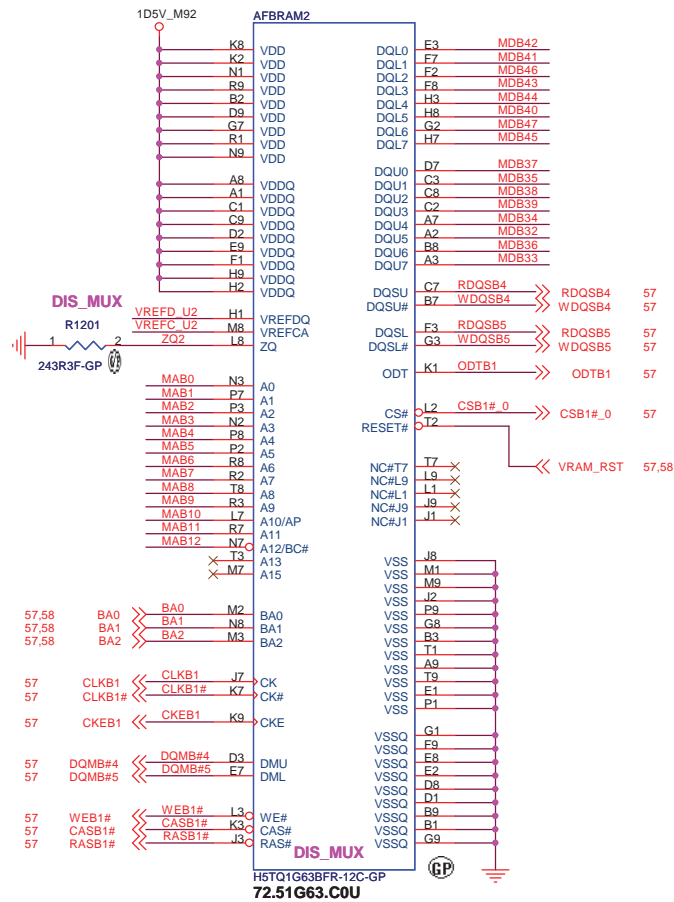 1D5V_M92 AFBRAM2
K8 VDD DQL0 E3 MDB42
K2 VDD DQL1 F7 MDB41
N1 VDD DQL2 F2 MDB46
R9 VDD DQL3 F8 MDB43
B2 VDD DQL4 H3 MDB44
D9 VDD DQL5 H8 MDB40
G7 VDD DQL6 G2 MDB47
R1 VDD DQL7 H7 MDB45
N9 VDD
DQU0 D7 MDB37
A8 VDDQ DQU1 C3 MDB35
A1 VDDQ DQU2 C8 MDB38
C1 VDDQ DQU3 C2 MDB39
C9 VDDQ DQU4 A7 MDB34
D2 VDDQ DQU5 A2 MDB32
E9 VDDQ DQU6 B8 MDB36
F1 VDDQ DQU7 A3 MDB33
H9 VDDQ
H2 VDDQ DQSU C7 RDQSB4 RDQSB4 57
DQSU# B7 WDQSB4 WDQSB4 57
DIS_MUX
VREFD_U2 H1 VREFDQ
R1201 VREFC_U2 M8 VREFCA DQSL F3 RDQSB5 RDQSB5 57
1 2 ZQ2 L8 ZQ DQSL# G3 WDQSB5 WDQSB5 57
243R3F-GP
ODT K1 ODTB1 ODTB1 57
MAB0 N3 A0
MAB1 P7 A1
MAB2 P3 A2 CS# L2 CSB1#_0 CSB1#_0 57
MAB3 N2 A3 RESET# T2
MAB4 P8 A4
MAB5 P2 A5
MAB6 R8 A6 NC#T7 T7 VRAM_RST 57,58
MAB7 R2 A7 NC#L9 L9
MAB8 T8 A8 NC#L1 L1
MAB9 R3 A9 NC#J9 J9
MAB10 L7 A10/AP NC#J1 J1
MAB11 R7 A11
MAB12 N7 A12/BC#
T3 A13 VSS J8
M7 A15 VSS M1
VSS M9
VSS J2
57,58 BA0 BA0 M2 BA0 VSS P9
57,58 BA1 BA1 N8 BA1 VSS G8
57,58 BA2 BA2 M3 BA2 VSS B3
VSS T1
VSS A9
57 CLKB1 CLKB1 J7 CK VSS T9
57 CLKB1# CLKB1# K7 CK# VSS E1
VSS P1
57 CKEB1 CKEB1 K9 CKE
VSSQ G1
VSSQ F9
57 DQMB#4 DQMB#4 D3 DMU VSSQ E8
57 DQMB#5 DQMB#5 E7 DML VSSQ E2
VSSQ D8
VSSQ D1
57 WEB1# WEB1# L3 WE# VSSQ B9
57 CASB1# CASB1# K3 CAS# VSSQ B1
57 RASB1# RASB1# J3 RAS# VSSQ G9
DIS_MUX
GP
H5TQ1G63BFR-12C-GP
72.51G63.C0U